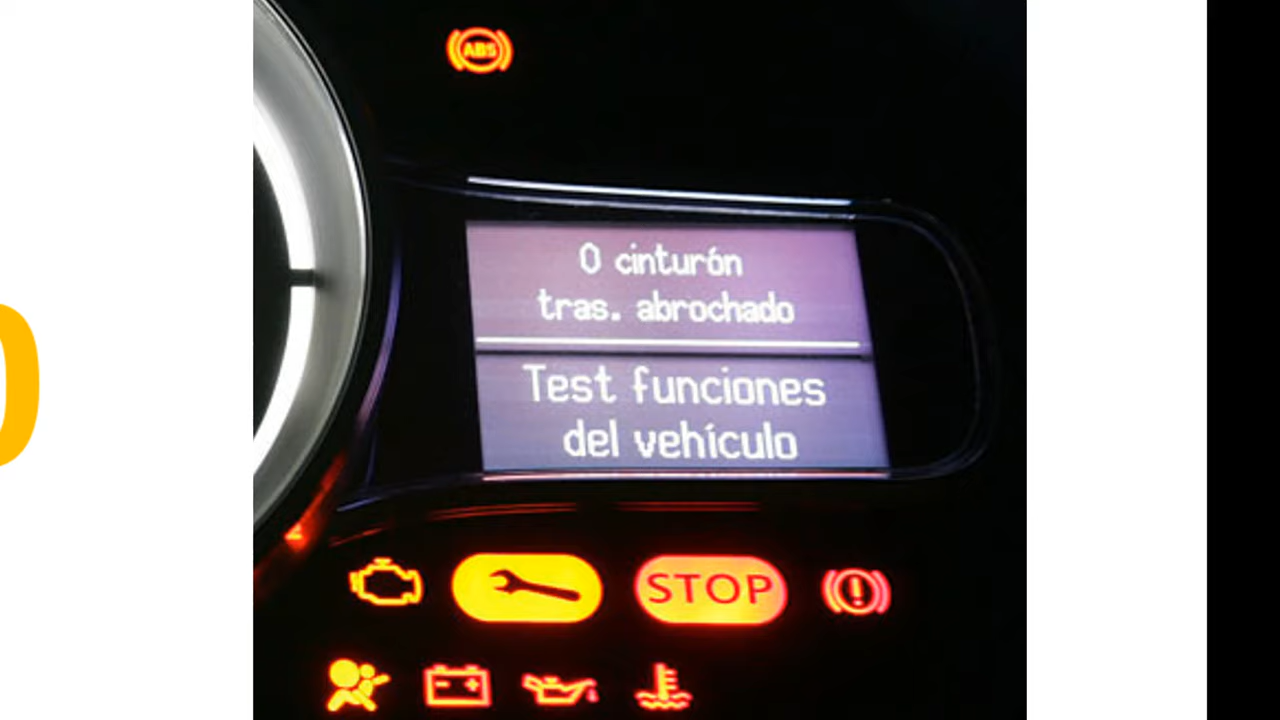 ABS
0 cinturón
tras. abrochado
Test funciones
del vehículo
STOP